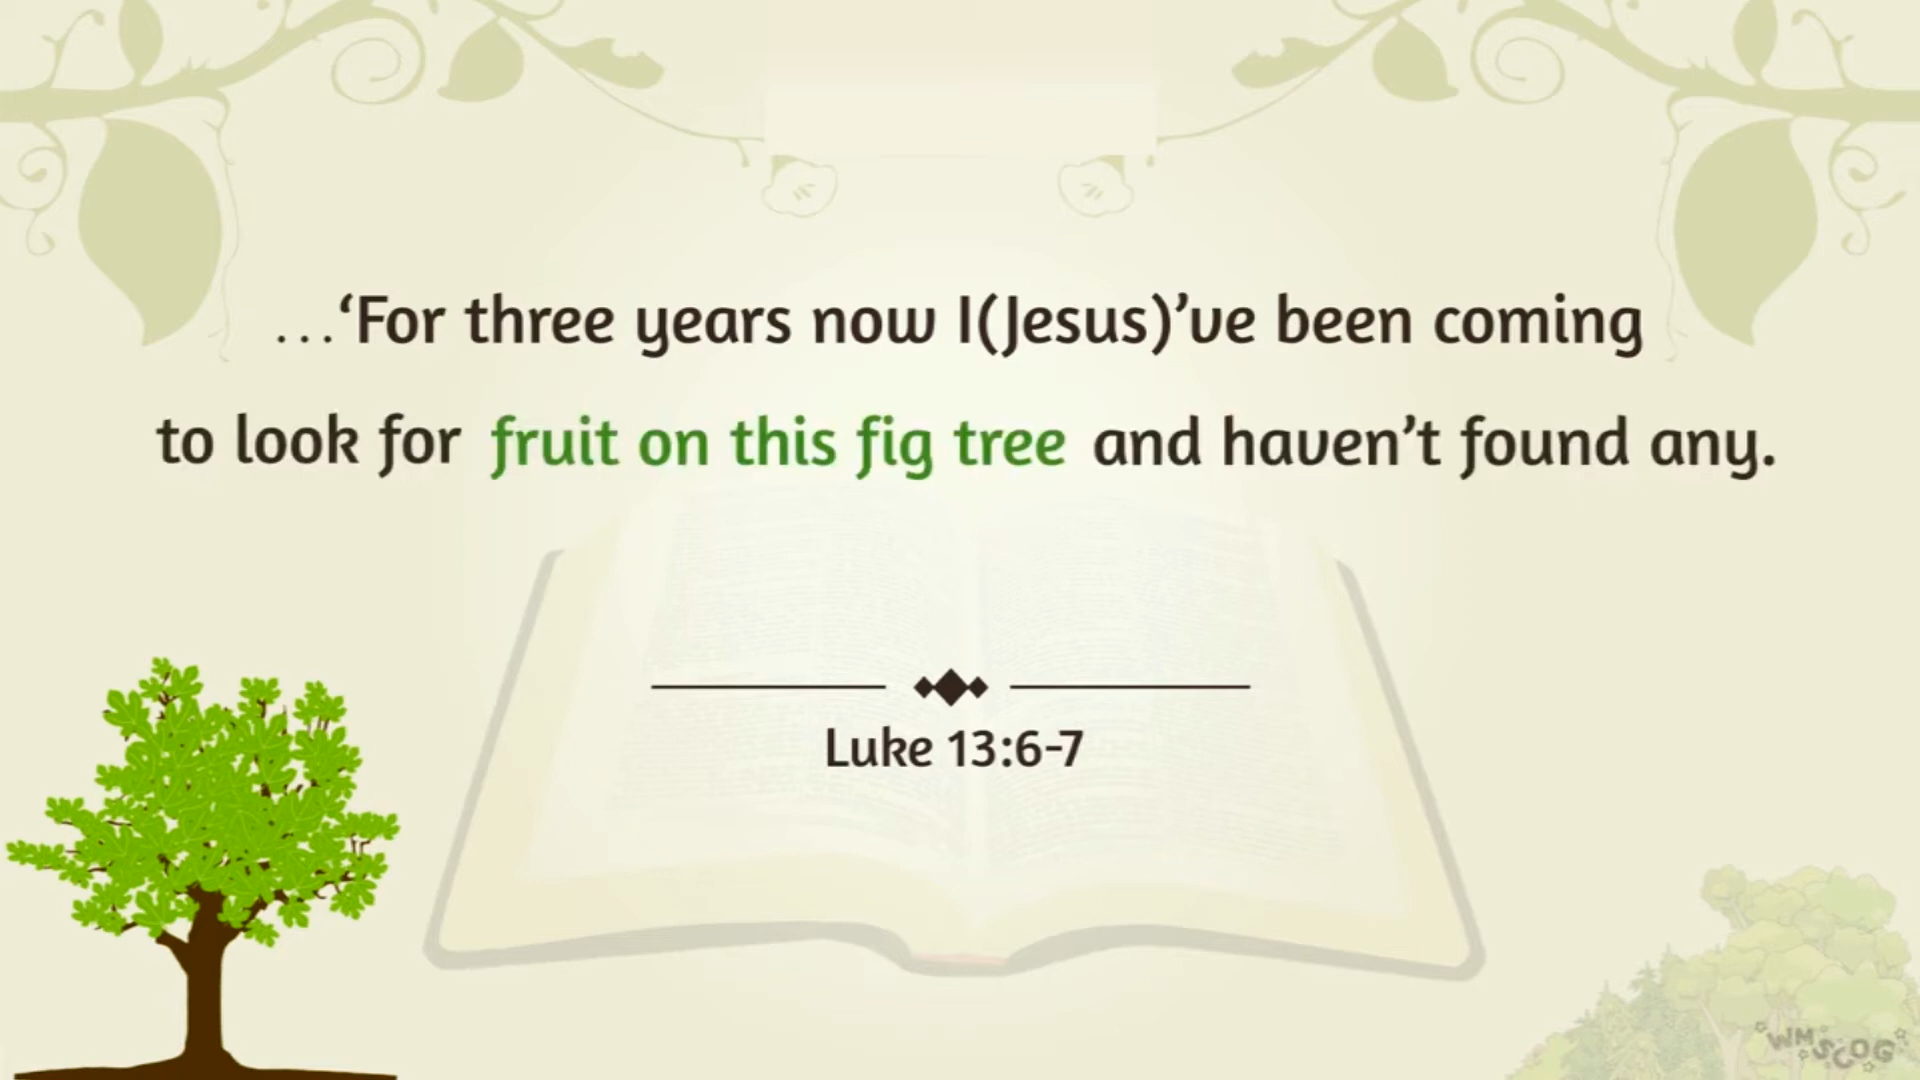 …‘For three years now I(Jesus)’ve been coming
to look for fruit on this fig tree and haven’t found any.
Luke 13:6-7
WMSCOG